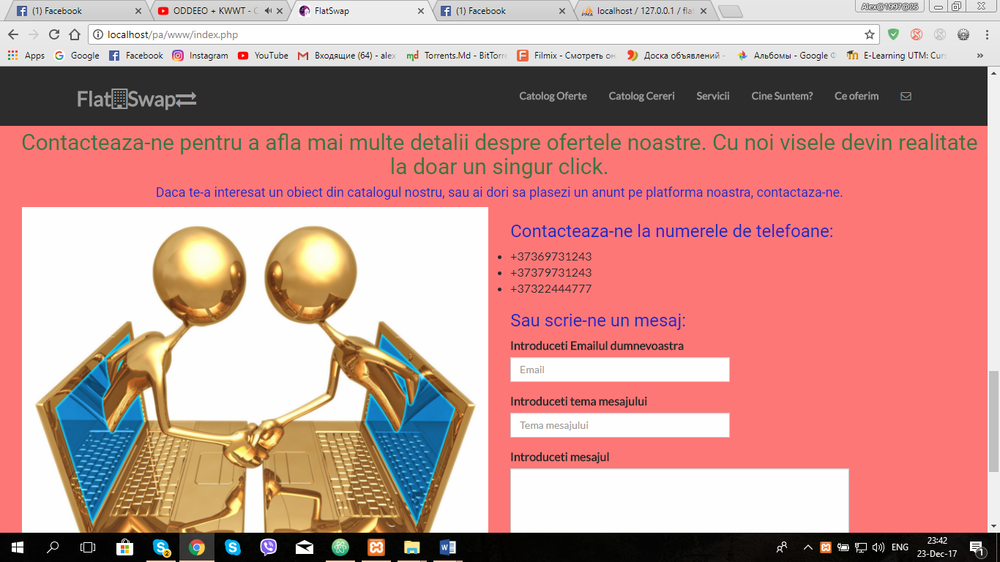 (1) Facebook
ODDEEO + KWWT - C
FlatSwap
(1) Facebook
localhost / 127.0.0.1 / fla
Alex@1997@25
localhost/pa/www/index.php
Apps
Google
Facebook
Instagram
YouTube
Входящие (64) - alex
Torrents.Md - BitTorre
Filmix - Смотреть он
Доска объявлений -
Альбомы - Google Ф
E-Learning UTM: Curs
»
FlatSwap
Catolog Oferte
Catolog Cereri
Servicii
Cine Suntem?
Ce oferim
Contacteaza-ne pentru a afla mai multe detalii despre ofertele noastre. Cu noi visele devin realitate
la doar un singur click.
Daca te-a interesat un obiect din catalogul nostru, sau ai dori sa plasezi un anunt pe platforma noastra, contactaza-ne.
Contacteaza-ne la numerele de telefoane:
+37369731243
+37379731243
+37322444777
Sau scrie-ne un mesaj:
Introduceti Emailul dumnevoastra
Email
Introduceti tema mesajului
Tema mesajului
Introduceti mesajul
2
ENG
23:42
23-Dec-17
1